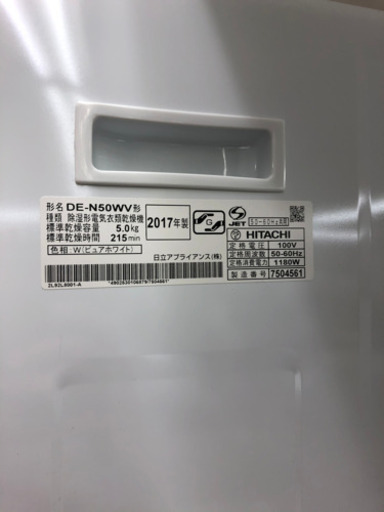 形名 DE-N50WV形
種類 除湿形電気衣類乾燥機
標準乾燥容量 5.0kg
標準乾燥時間 215min
色相 W(ピュアホワイト)
2017年製
G
S
JET
日立アプライアンス(株)
HITACHI
定格電圧 100V
定格周波数 50-60Hz
定格消費電力 1180W
製造番号 7504561